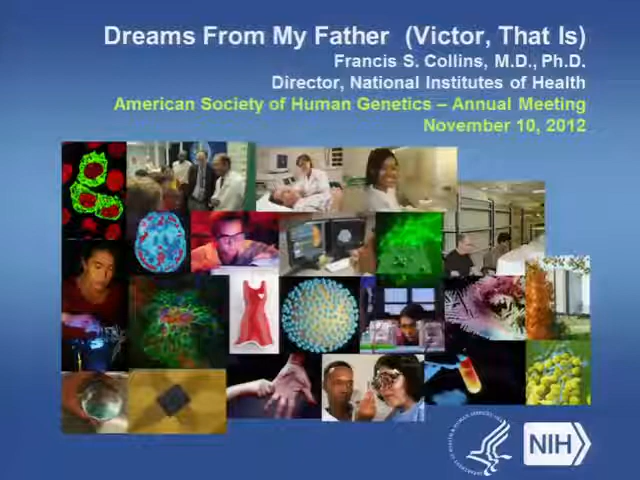 Dreams From My Father (Victor, That Is)
Francis S. Collins, M.D., Ph.D.
Director, National Institutes of Health
American Society of Human Genetics – Annual Meeting
November 10, 2012
NIH